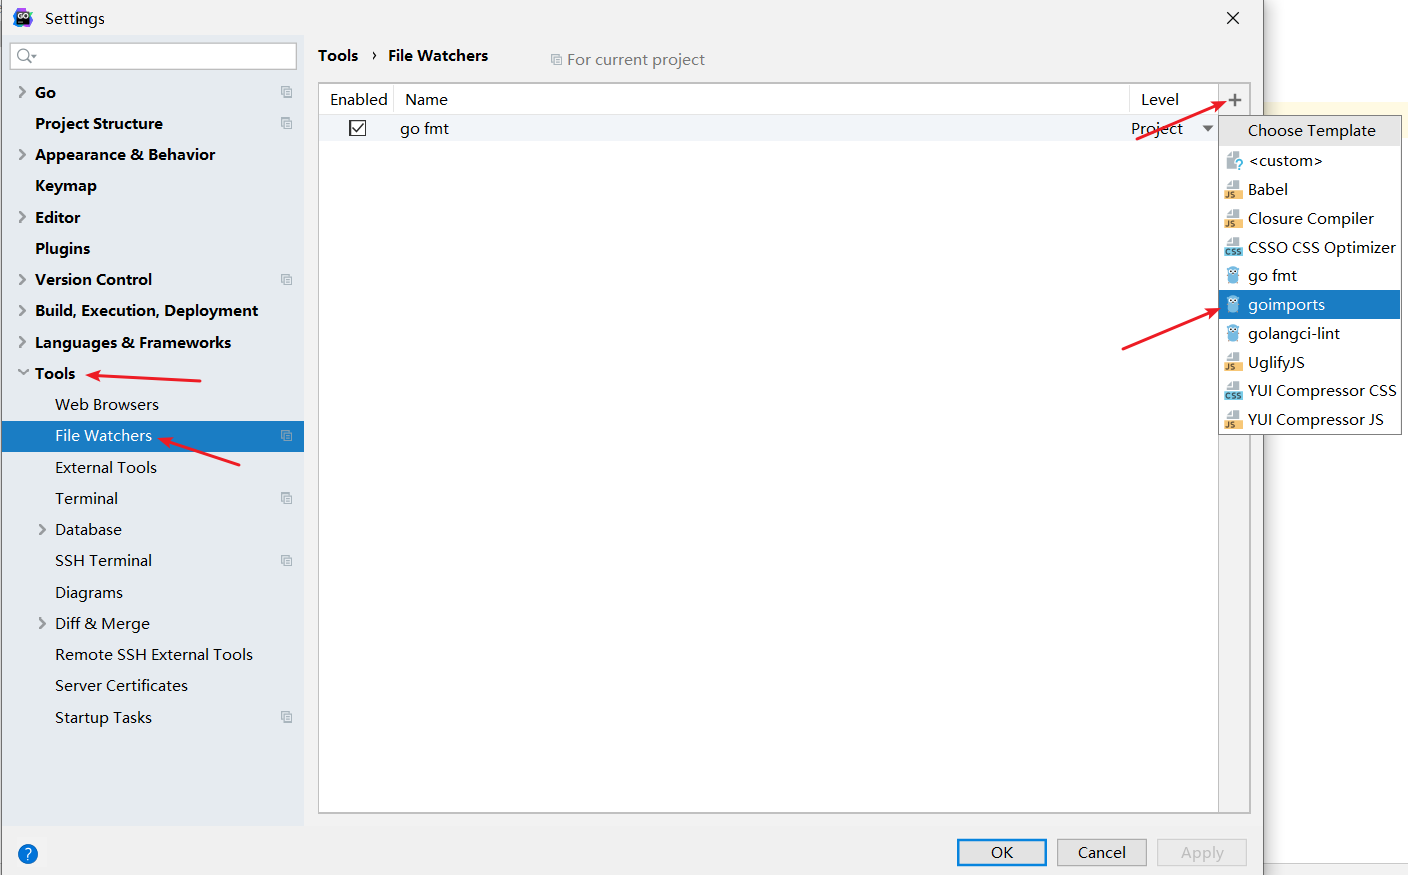 Settings
Go
Project Structure
Appearance & Behavior
Keymap
Editor
Plugins
Version Control
Build, Execution, Deployment
Languages & Frameworks
Tools
Web Browsers
File Watchers
External Tools
Terminal
Database
SSH Terminal
Diagrams
Diff & Merge
Remote SSH External Tools
Server Certificates
Startup Tasks
Tools › File Watchers For current project
Enabled Name Level
go fmt Project
Choose Template
<custom>
Babel
Closure Compiler
CSSO CSS Optimizer
go fmt
goimports
golangci-lint
UglifyJS
YUI Compressor CSS
YUI Compressor JS
? OK Cancel Apply